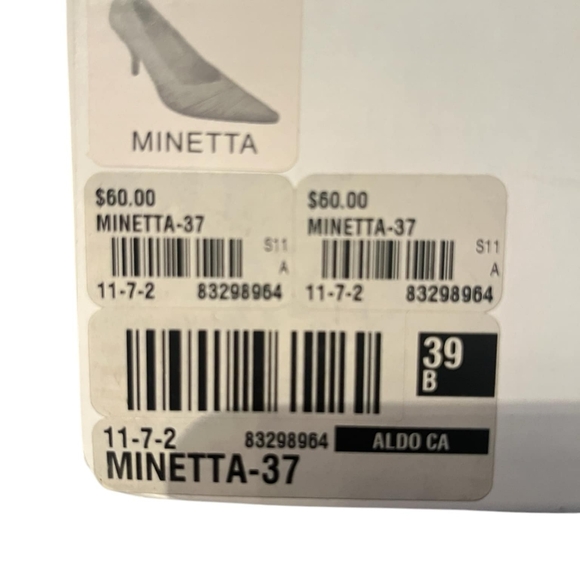 MINETTA
$60.00
MINETTA-37
S11
A
11-7-2 83298964
$60.00
MINETTA-37
S11
A
11-7-2 83298964
39
B
11-7-2 83298964 ALDO CA
MINETTA-37